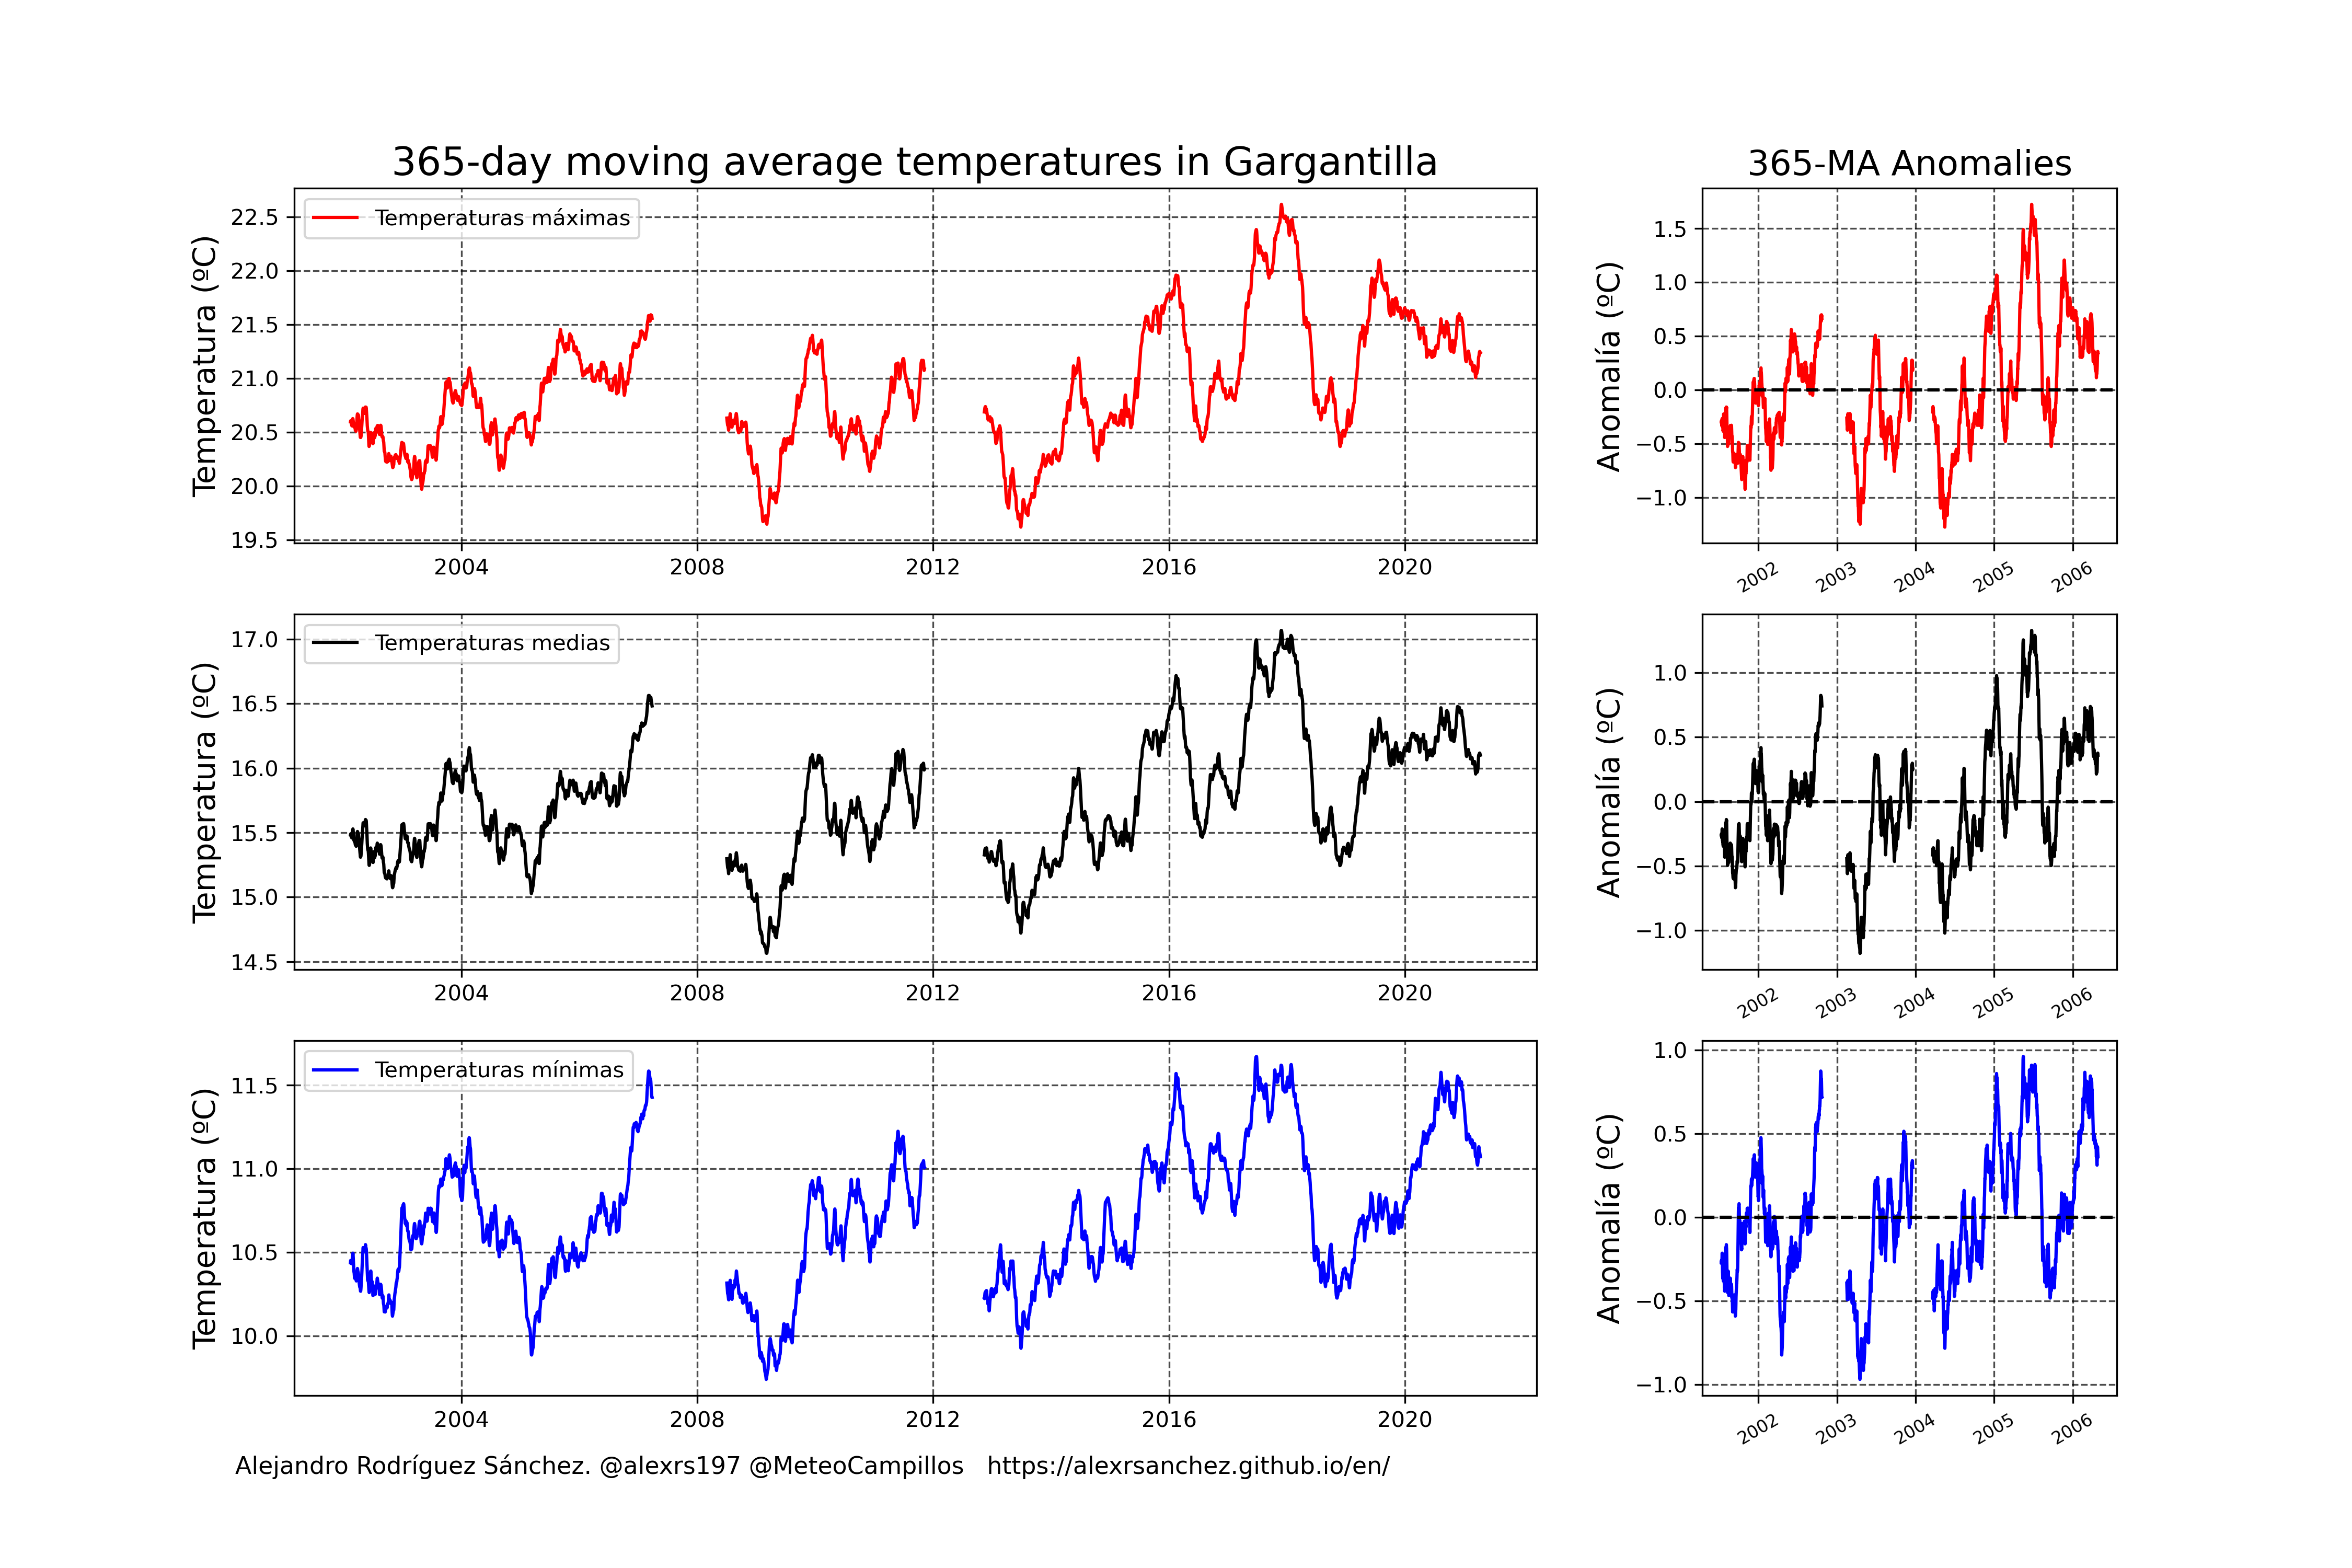 365-day moving average temperatures in Gargantilla
365-MA Anomalies
Temperatura (ºC)
22.5
22.0
21.5
21.0
20.5
20.0
19.5
Temperaturas máximas
2004 2008 2012 2016 2020
Anomalía (ºC)
1.5
1.0
0.5
0.0
−0.5
−1.0
2002 2003 2004 2005 2006
Temperatura (ºC)
17.0
16.5
16.0
15.5
15.0
14.5
Temperaturas medias
2004 2008 2012 2016 2020
Anomalía (ºC)
1.0
0.5
0.0
−0.5
−1.0
2002 2003 2004 2005 2006
Temperatura (ºC)
11.5
11.0
10.5
10.0
Temperaturas mínimas
2004 2008 2012 2016 2020
Anomalía (ºC)
1.0
0.5
0.0
−0.5
−1.0
2002 2003 2004 2005 2006
Alejandro Rodríguez Sánchez. @alexrs197 @MeteoCampillos https://alexrsanchez.github.io/en/